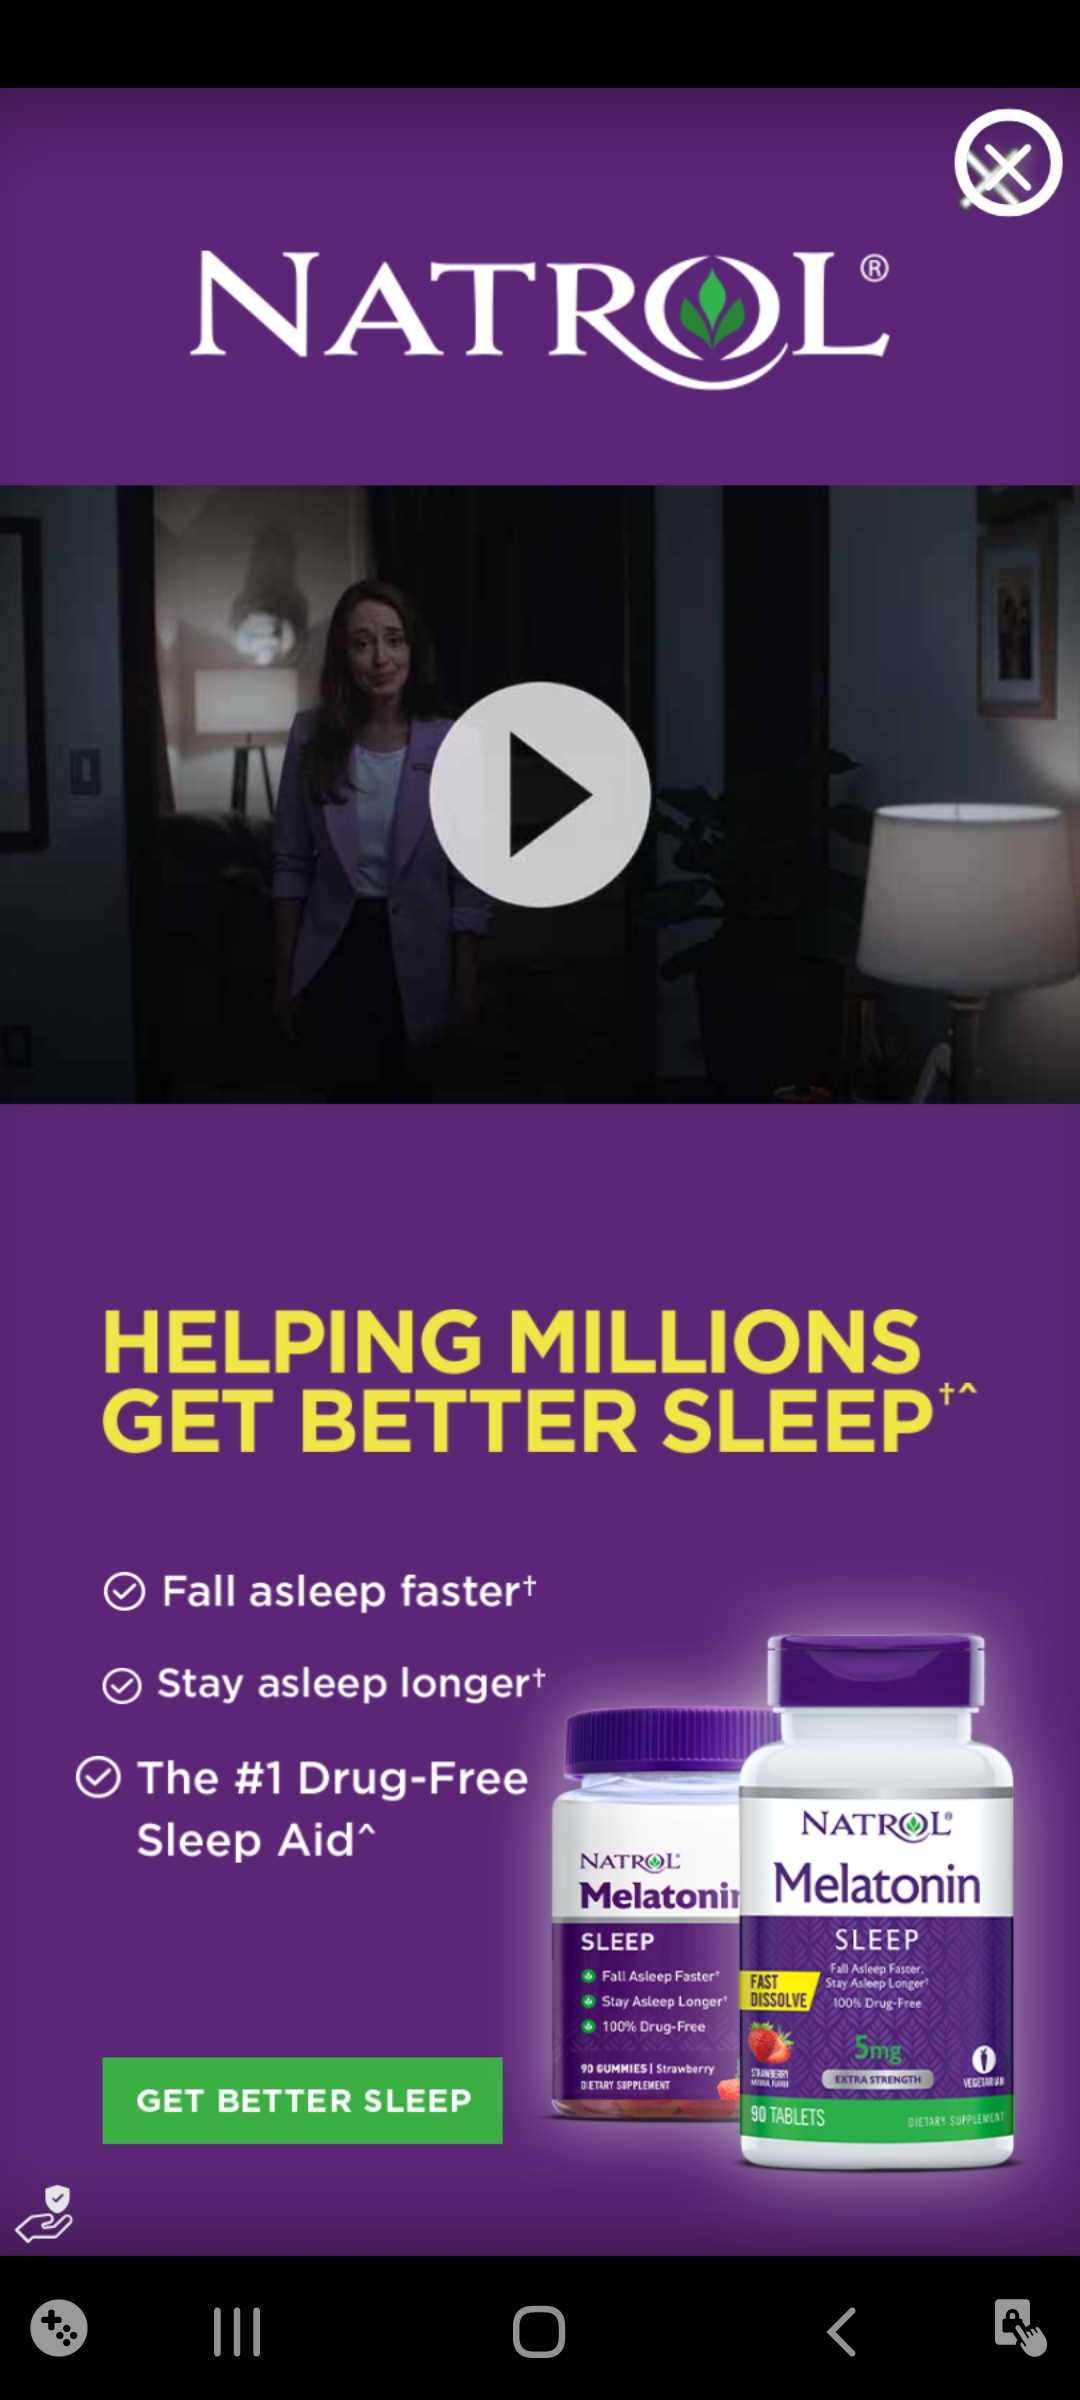 NATROL®
HELPING MILLIONS
GET BETTER SLEEP†^
Fall asleep faster†
Stay asleep longer†
The #1 Drug-Free
Sleep Aid^
NATROL®
Melatonin
SLEEP
Fall Asleep Faster,
Stay Asleep Longer†
100% Drug-Free
FAST
DISSOLVE
5mg
EXTRA STRENGTH
STRAWBERRY
NATURAL FLAVOR
VEGETARIAN
90 TABLETS
DIETARY SUPPLEMENT
NATROL®
Melatonin
SLEEP
Fall Asleep Faster†
Stay Asleep Longer†
100% Drug-Free
90 GUMMIES | Strawberry
DIETARY SUPPLEMENT
GET BETTER SLEEP